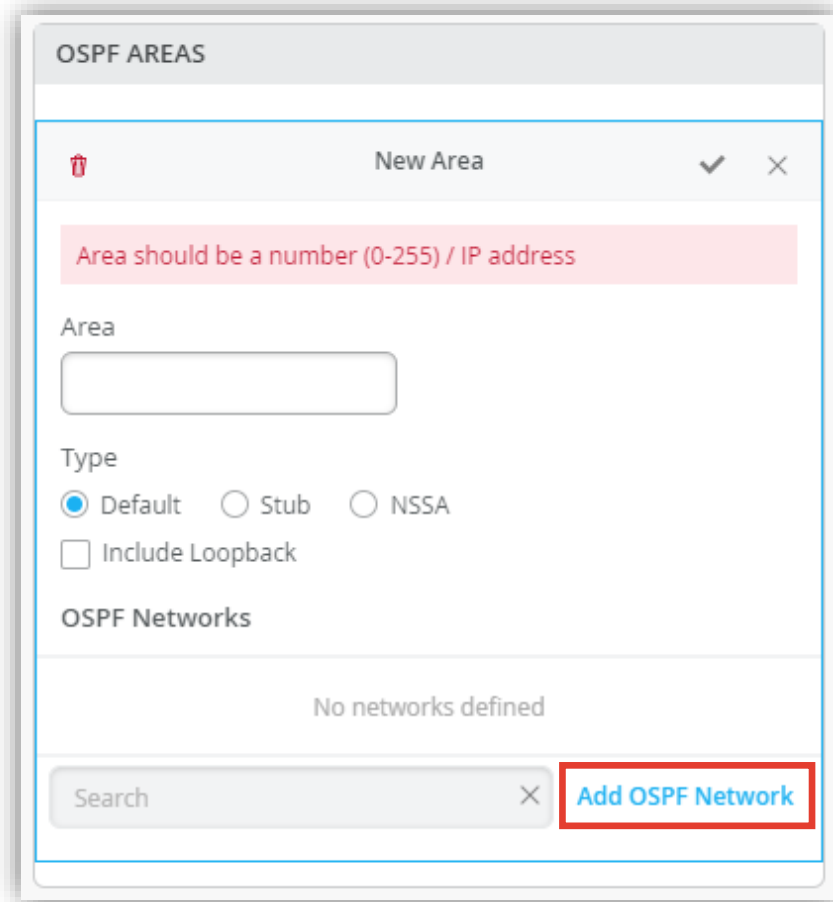 OSPF AREAS
New Area
Area should be a number (0-255) / IP address
Area
Type
Default Stub NSSA
Include Loopback
OSPF Networks
No networks defined
Search Add OSPF Network